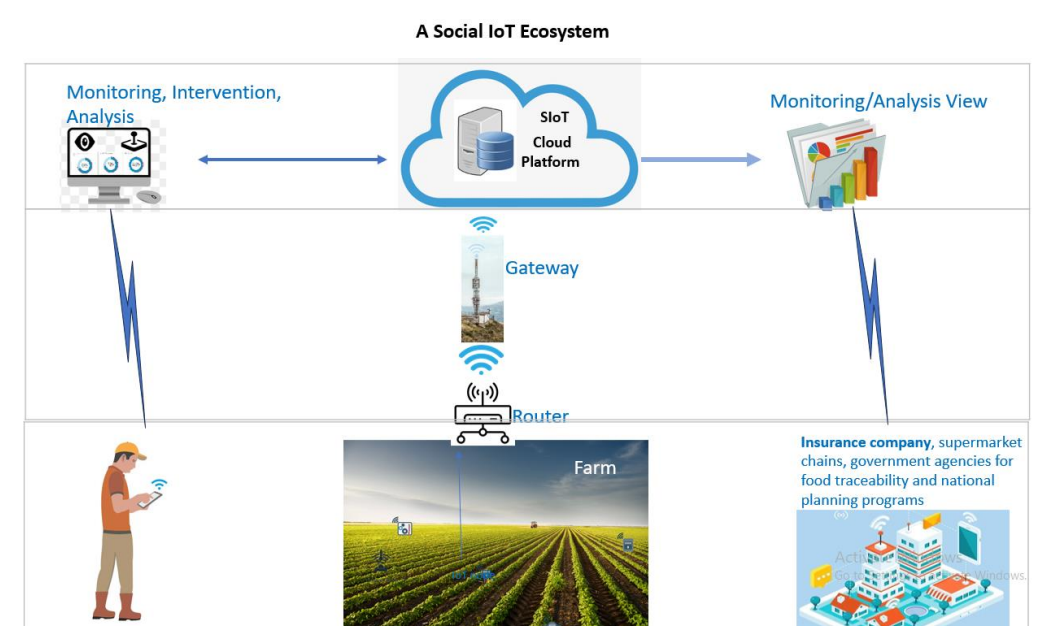 A Social IoT Ecosystem
Monitoring, Intervention,
Analysis
SIoT
Cloud
Platform
Monitoring/Analysis View
Gateway
Router
Farm
Insurance company, supermarket
chains, government agencies for
food traceability and national
planning programs